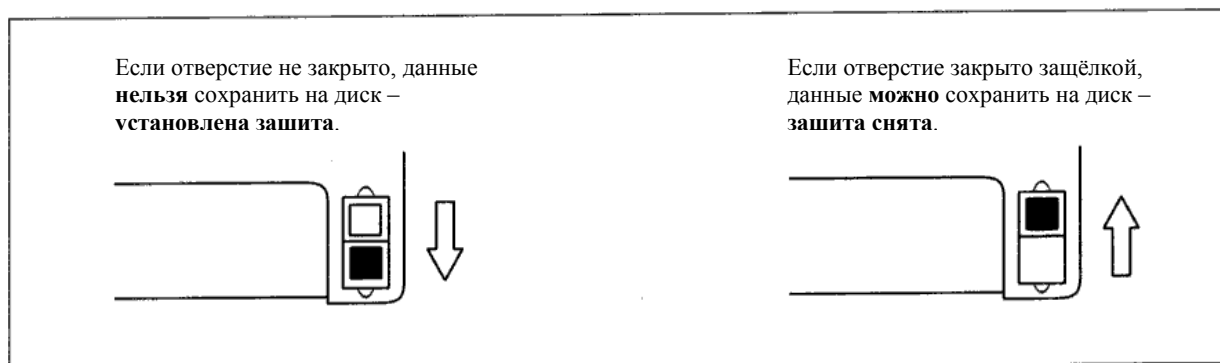 Если отверстие не закрыто, данные
нельзя сохранить на диск –
установлена зашита.
Если отверстие закрыто защёлкой,
данные можно сохранить на диск –
зашита снята.